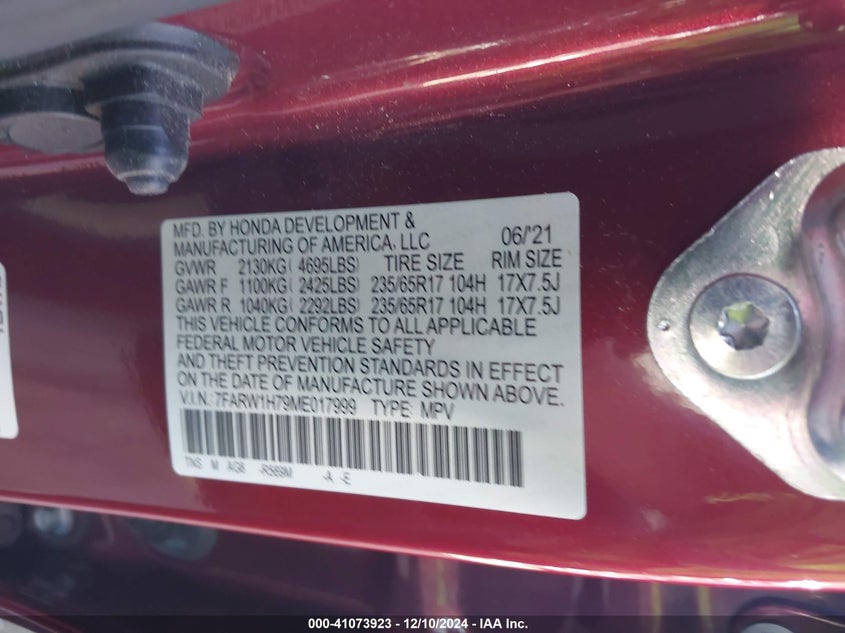 MFD. BY HONDA DEVELOPMENT &
MANUFACTURING OF AMERICA, LLC 06/'21
GVWR 2130KG( 4695LBS) TIRE SIZE RIM SIZE
GAWR F 1100KG( 2425LBS) 235/65R17 104H 17X7.5J
GAWR R 1040KG( 2292LBS) 235/65R17 104H 17X7.5J
THIS VEHICLE CONFORMS TO ALL APPLICABLE
FEDERAL MOTOR VEHICLE SAFETY
AND THEFT PREVENTION STANDARDS IN EFFECT
ON THE DATE OF MANUFACTURE SHOWN ABOVE.
V.I.N.: 7FARW1H79ME017999 TYPE: MPV
TNS M AG6 -R569M -A -E
000-41073923 - 12/10/2024 - IAA Inc.